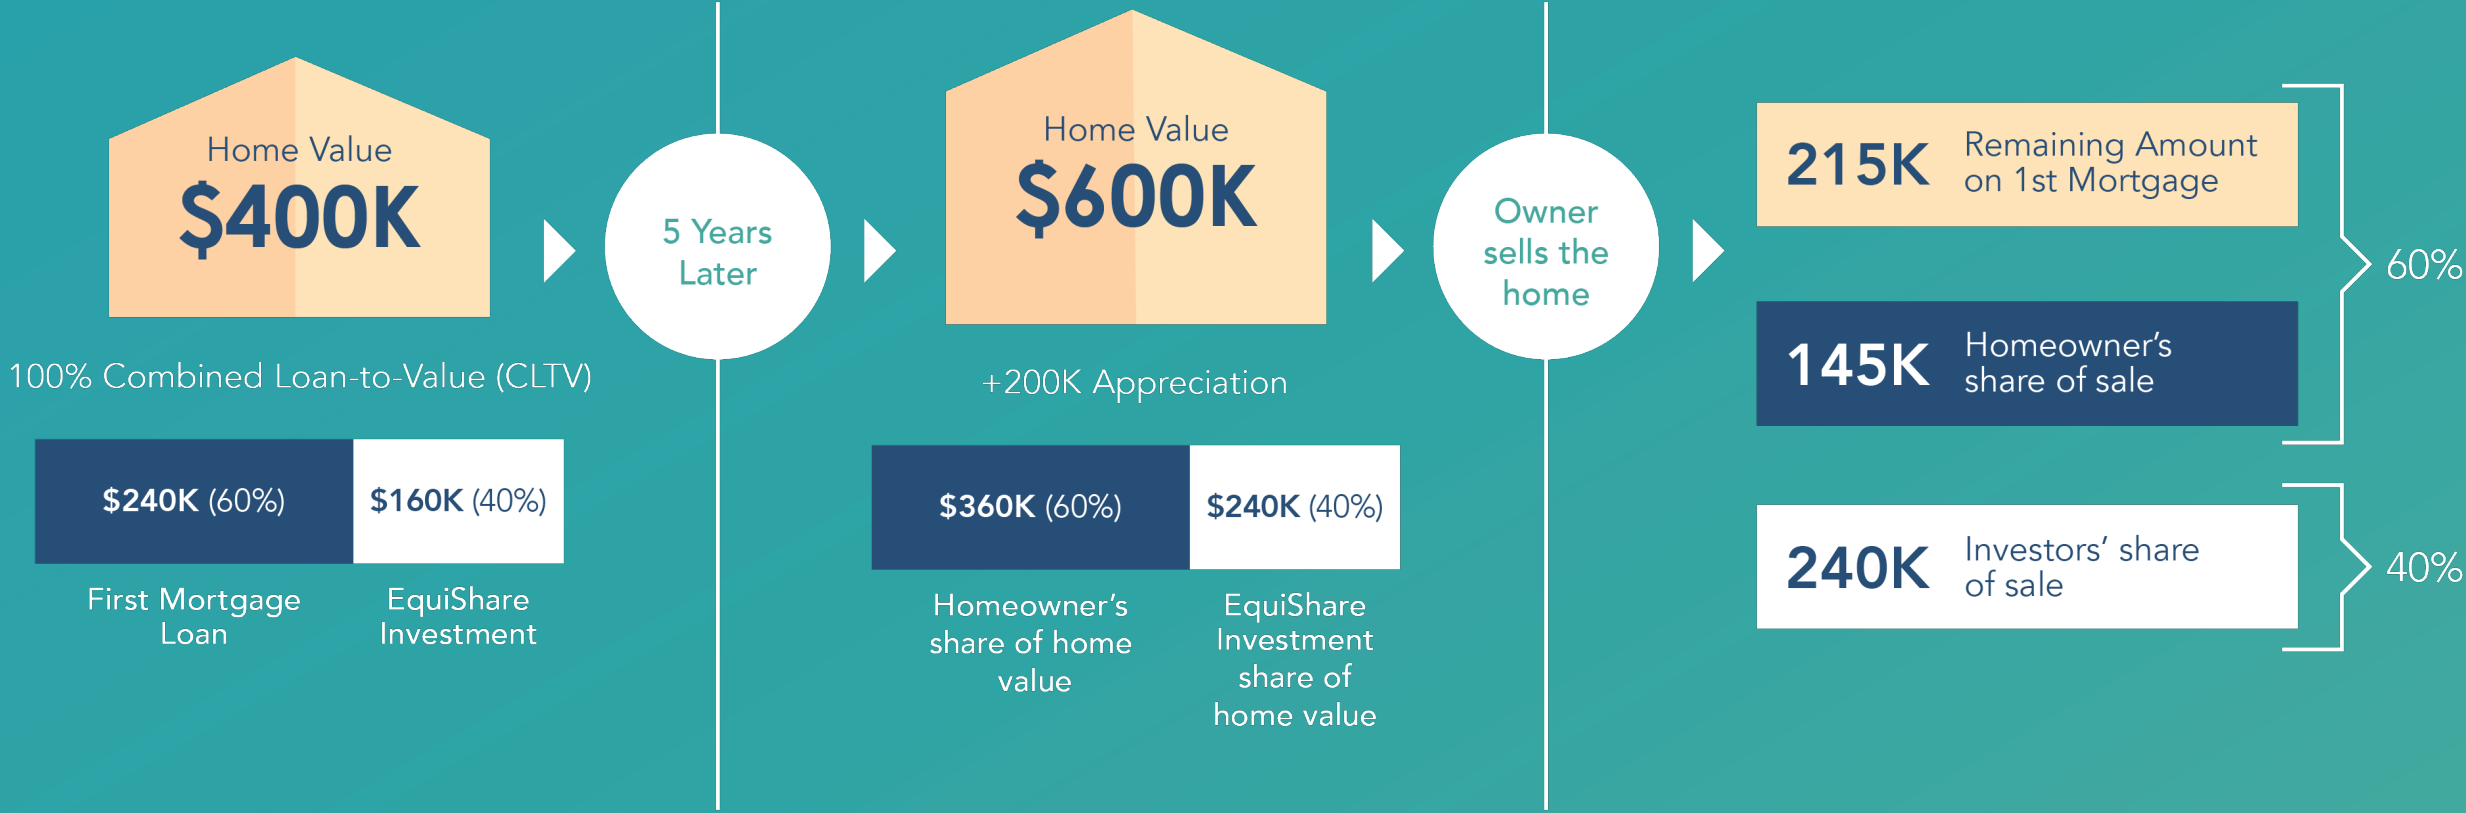 Home Value
$400K
100% Combined Loan-to-Value (CLTV)
$240K (60%)
$160K (40%)
First Mortgage
Loan
EquiShare
Investment
5 Years
Later
Home Value
$600K
+200K Appreciation
$360K (60%)
$240K (40%)
Homeowner’s
share of home
value
EquiShare
Investment
share of
home value
Owner
sells the
home
215K
Remaining Amount
on 1st Mortgage
145K
Homeowner’s
share of sale
60%
240K
Investors’ share
of sale
40%